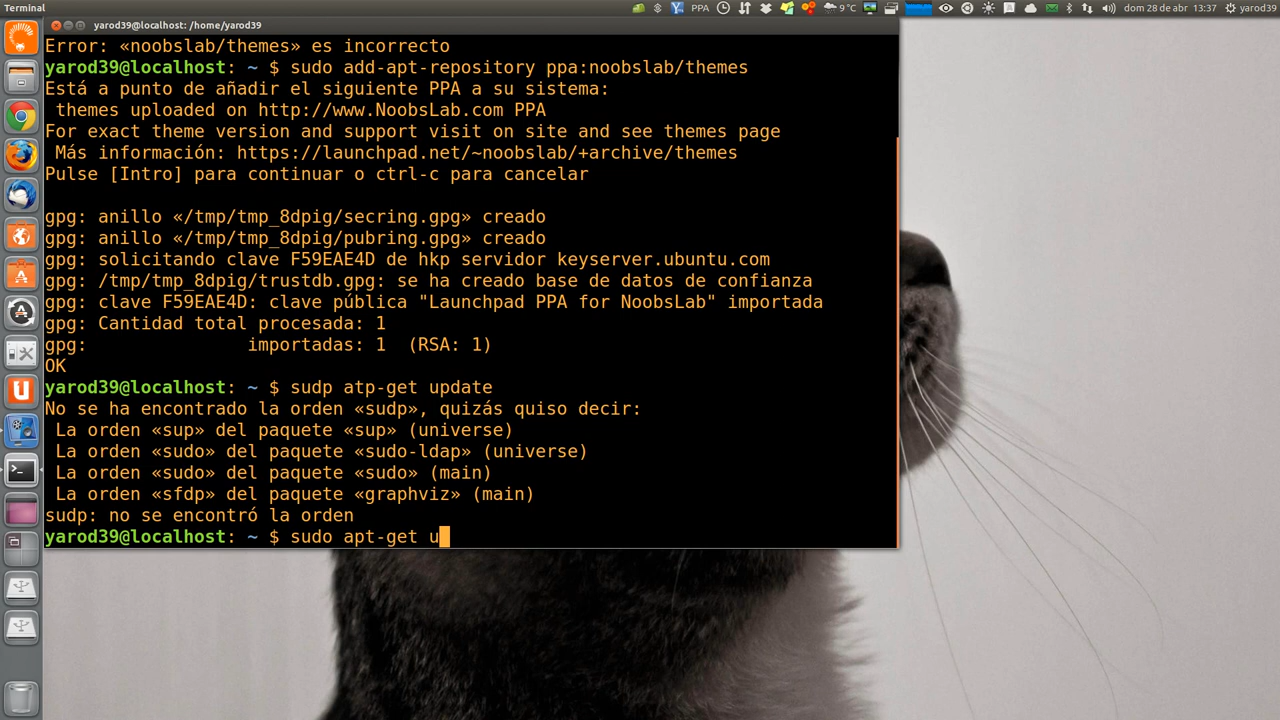 Terminal
PPA
9 °C
dom 28 de abr
13:37
yarod39
yarod39@localhost: /home/yarod39
Error: «noobslab/themes» es incorrecto
yarod39@localhost: ~ $ sudo add-apt-repository ppa:noobslab/themes
Está a punto de añadir el siguiente PPA a su sistema:
themes uploaded on http://www.NoobsLab.com PPA
For exact theme version and support visit on site and see themes page
Más información: https://launchpad.net/~noobslab/+archive/themes
Pulse [Intro] para continuar o ctrl-c para cancelar
gpg: anillo «/tmp/tmp_8dpig/secring.gpg» creado
gpg: anillo «/tmp/tmp_8dpig/pubring.gpg» creado
gpg: solicitando clave F59EAE4D de hkp servidor keyserver.ubuntu.com
gpg: /tmp/tmp_8dpig/trustdb.gpg: se ha creado base de datos de confianza
gpg: clave F59EAE4D: clave pública "Launchpad PPA for NoobsLab" importada
gpg: Cantidad total procesada: 1
gpg:               importadas: 1  (RSA: 1)
OK
yarod39@localhost: ~ $ sudp atp-get update
No se ha encontrado la orden «sudp», quizás quiso decir:
La orden «sup» del paquete «sup» (universe)
La orden «sudo» del paquete «sudo-ldap» (universe)
La orden «sudo» del paquete «sudo» (main)
La orden «sfdp» del paquete «graphviz» (main)
sudp: no se encontró la orden
yarod39@localhost: ~ $ sudo apt-get u